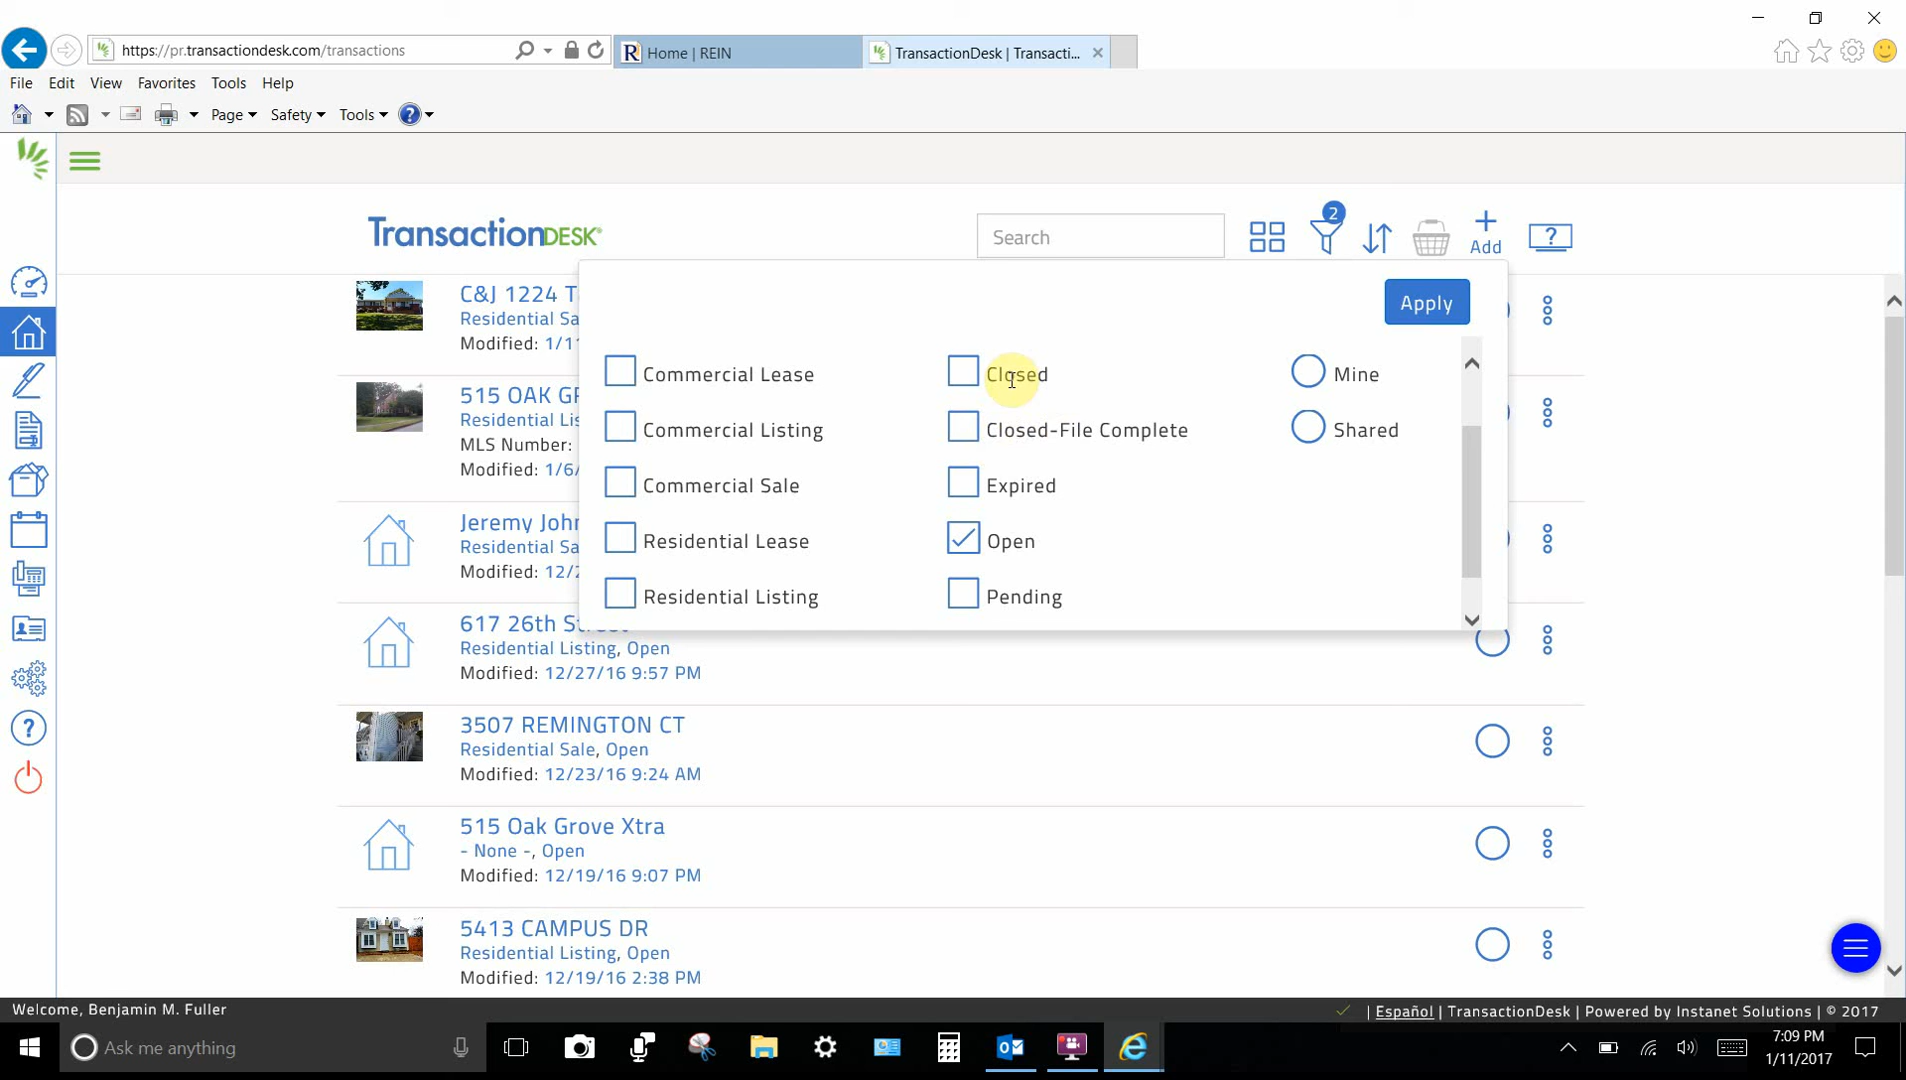 https://pr.transactiondesk.com/transactions
Home | REIN
TransactionDesk | Transacti...
File Edit View Favorites Tools Help
Page Safety Tools
TransactionDESK®
Search
2
Add
?
Apply
C&J 1224 T
Residential Sa
Modified: 1/11
515 OAK GF
Residential Lis
MLS Number:
Modified: 1/6/
Jeremy John
Residential Sa
Modified: 12/2
Commercial Lease
Commercial Listing
Commercial Sale
Residential Lease
Residential Listing
Closed
Closed-File Complete
Expired
Open
Pending
Mine
Shared
617 26th Street
Residential Listing, Open
Modified: 12/27/16 9:57 PM
3507 REMINGTON CT
Residential Sale, Open
Modified: 12/23/16 9:24 AM
515 Oak Grove Xtra
- None -, Open
Modified: 12/19/16 9:07 PM
5413 CAMPUS DR
Residential Listing, Open
Modified: 12/19/16 2:38 PM
Welcome, Benjamin M. Fuller
| Español | TransactionDesk | Powered by Instanet Solutions | © 2017
Ask me anything
7:09 PM
1/11/2017